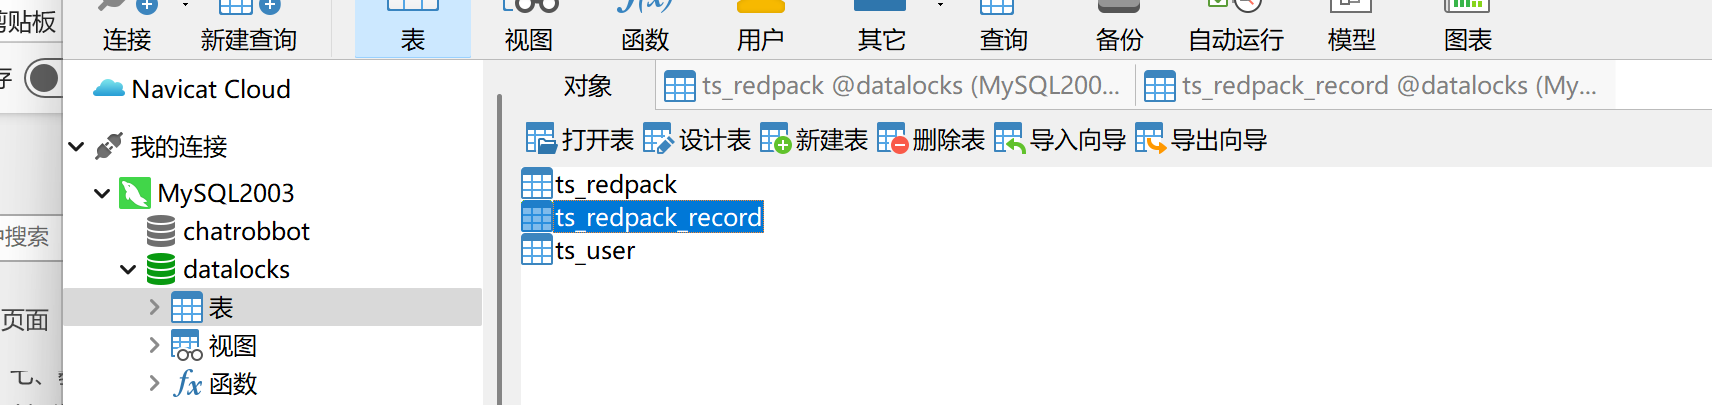 剪贴板
连接
新建查询
表
视图
函数
用户
其它
查询
备份
自动运行
模型
图表
存
中搜索
页面
Navicat Cloud
我的连接
MySQL2003
chatrobbot
datalocks
表
视图
fx 函数
对象
ts_redpack @datalocks (MySQL200...
ts_redpack_record @datalocks (My...
打开表 设计表 新建表 删除表 导入向导 导出向导
ts_redpack
ts_redpack_record
ts_user